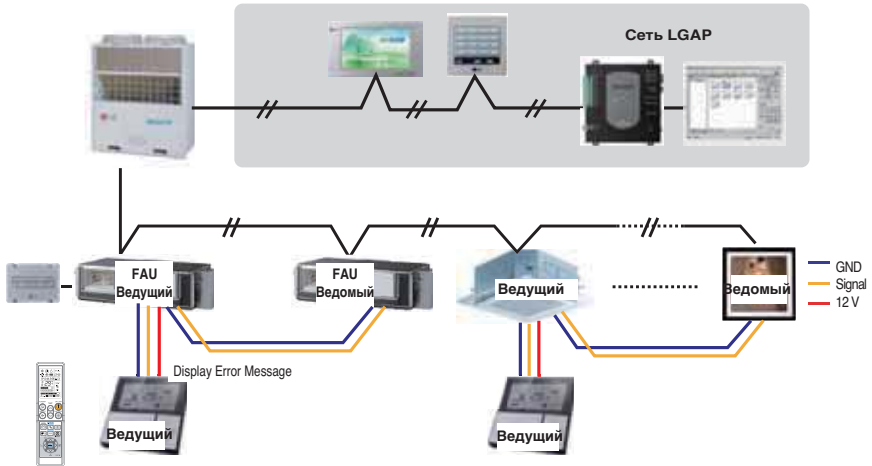 Сеть LGAP
FAU
Ведущий
FAU
Ведомый
Ведущий
Ведомый
GND
Signal
12 V
Display Error Message
Ведущий
Ведущий